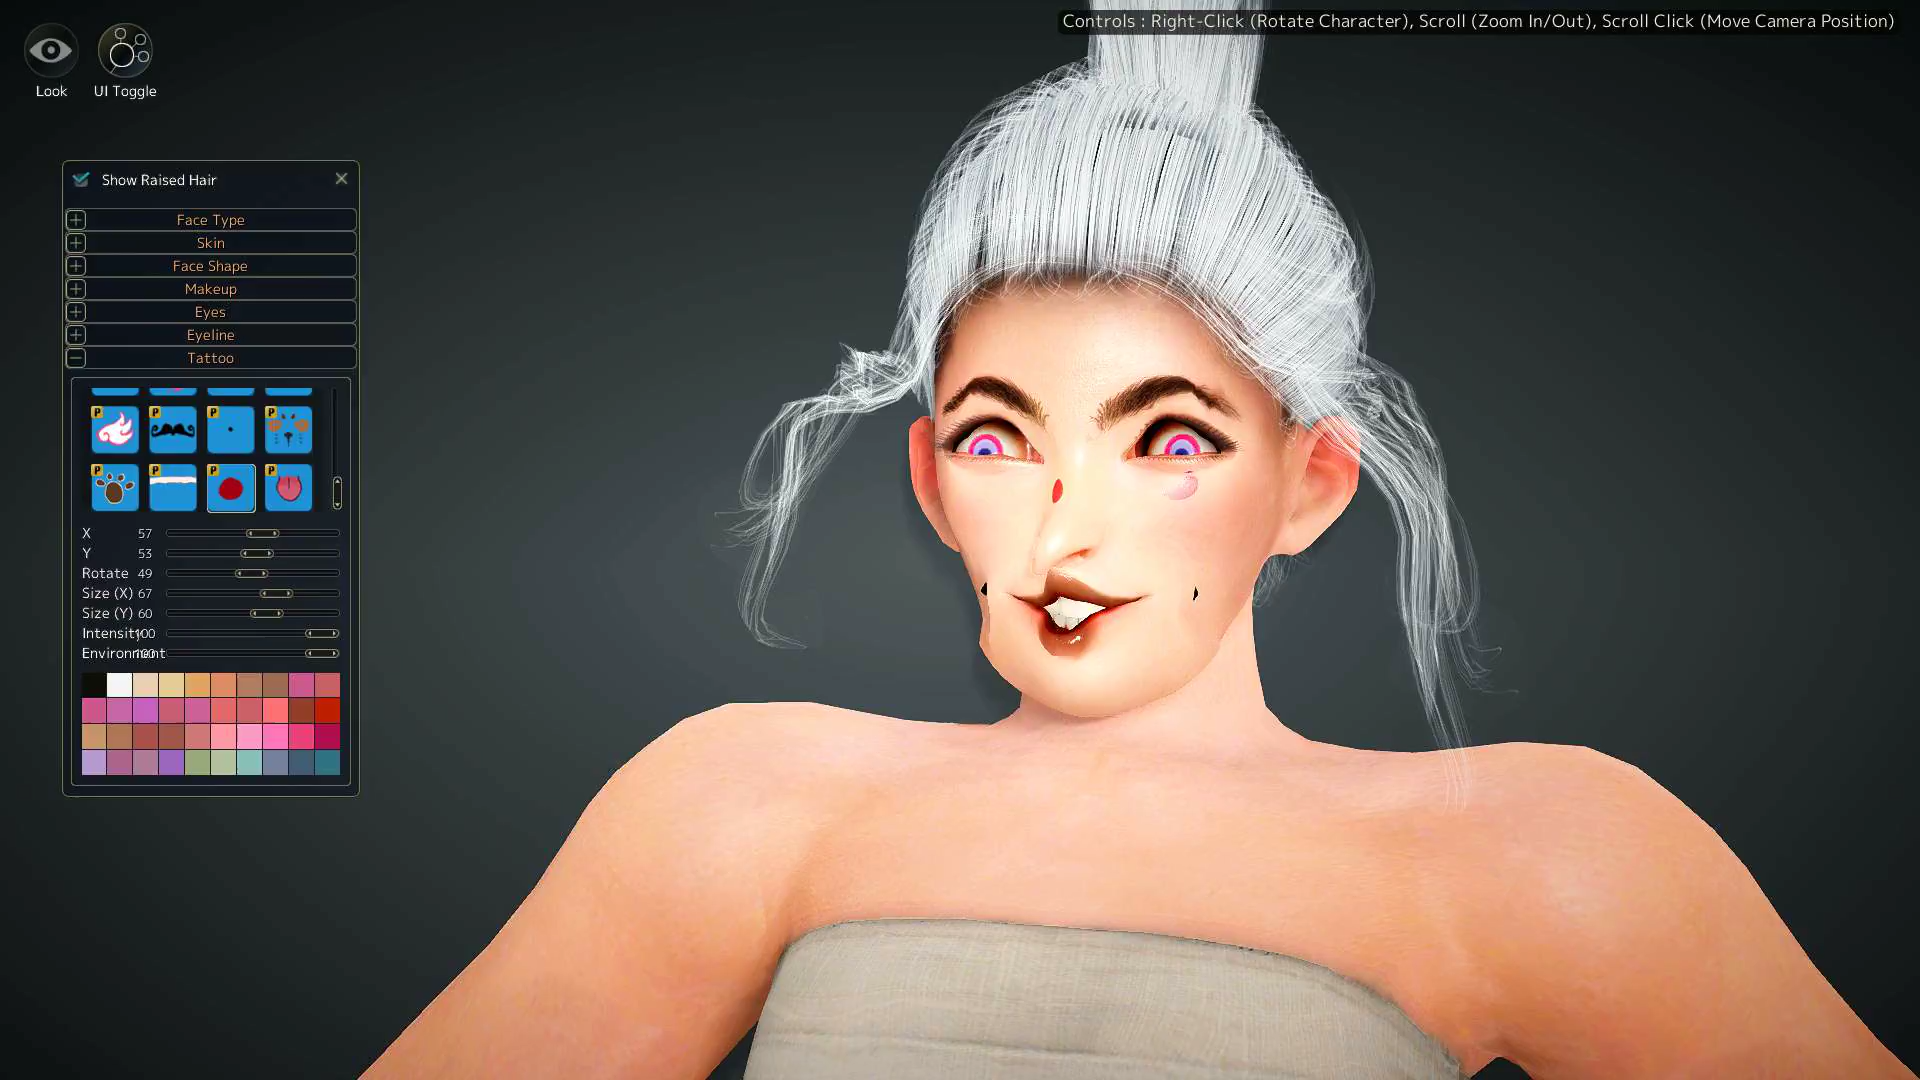 Controls : Right-Click (Rotate Character), Scroll (Zoom In/Out), Scroll Click (Move Camera Position)
Look
UI Toggle
Show Raised Hair
Face Type
Skin
Face Shape
Makeup
Eyes
Eyeline
Tattoo
P P P P
P P P P
X 57
Y 53
Rotate 49
Size (X) 67
Size (Y) 60
Intensity 100
Environment 100